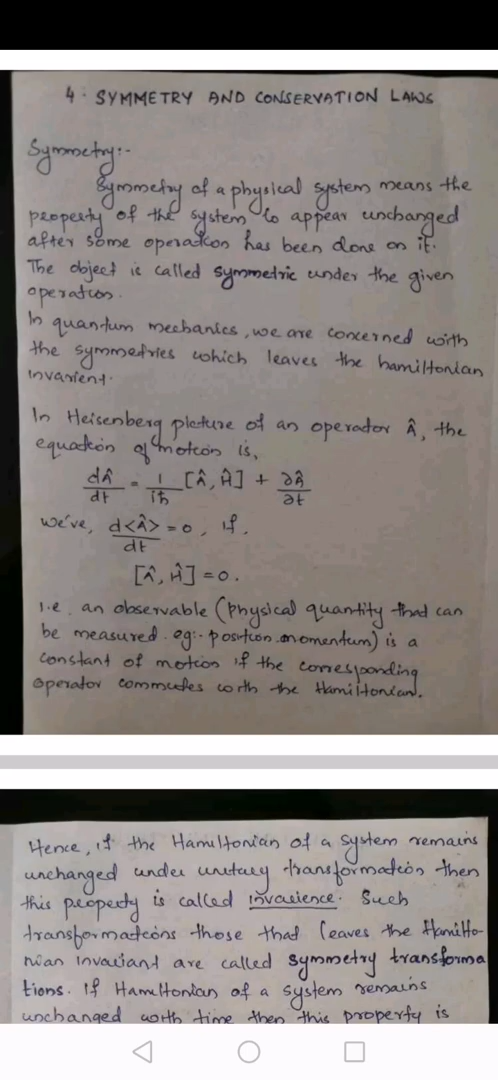 4. SYMMETRY AND CONSERVATION LAWS
Symmetry:-
Symmetry of a physical system means the
property of the system to appear unchanged
after some operation has been done on it.
The object is called symmetric under the given
operation.
In quantum mechanics, we are concerned with
the symmetries which leaves the hamiltonian
invarient.
In Heisenberg picture of an operator Â, the
equation of motion is,
dÂ/dt = 1/iħ [Â, Ĥ] + ∂Â/∂t
We've, d<Â>/dt = 0, if,
[Â, Ĥ] = 0.
i.e. an observable (physical quantity that can
be measured. eg:- position, momentum) is a
constant of motion if the corresponding
operator commutes with the Hamiltonian.
Hence, if the Hamiltonian of a system remains
unchanged under unitary transformation then
this property is called invarience. Such
transformations those that leaves the Hamilto-
nian invariant are called symmetry transforma
tions. If Hamiltonian of a system remains
unchanged with time then this property is